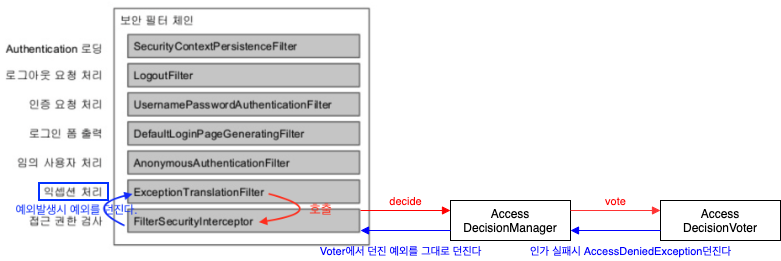 보안 필터 체인
Authentication 로딩
SecurityContextPersistenceFilter
로그아웃 요청 처리
LogoutFilter
인증 요청 처리
UsernamePasswordAuthenticationFilter
로그인 폼 출력
DefaultLoginPageGeneratingFilter
임의 사용자 처리
AnonymousAuthenticationFilter
익셉션 처리
ExceptionTranslationFilter
예외발생시 예외를 던진다.
호출
접근 권한 검사
FilterSecurityInterceptor
decide
Access
DecisionManager
vote
Access
DecisionVoter
Voter에서 던진 예외를 그대로 던진다
인가 실패시 AccessDeniedException던진다